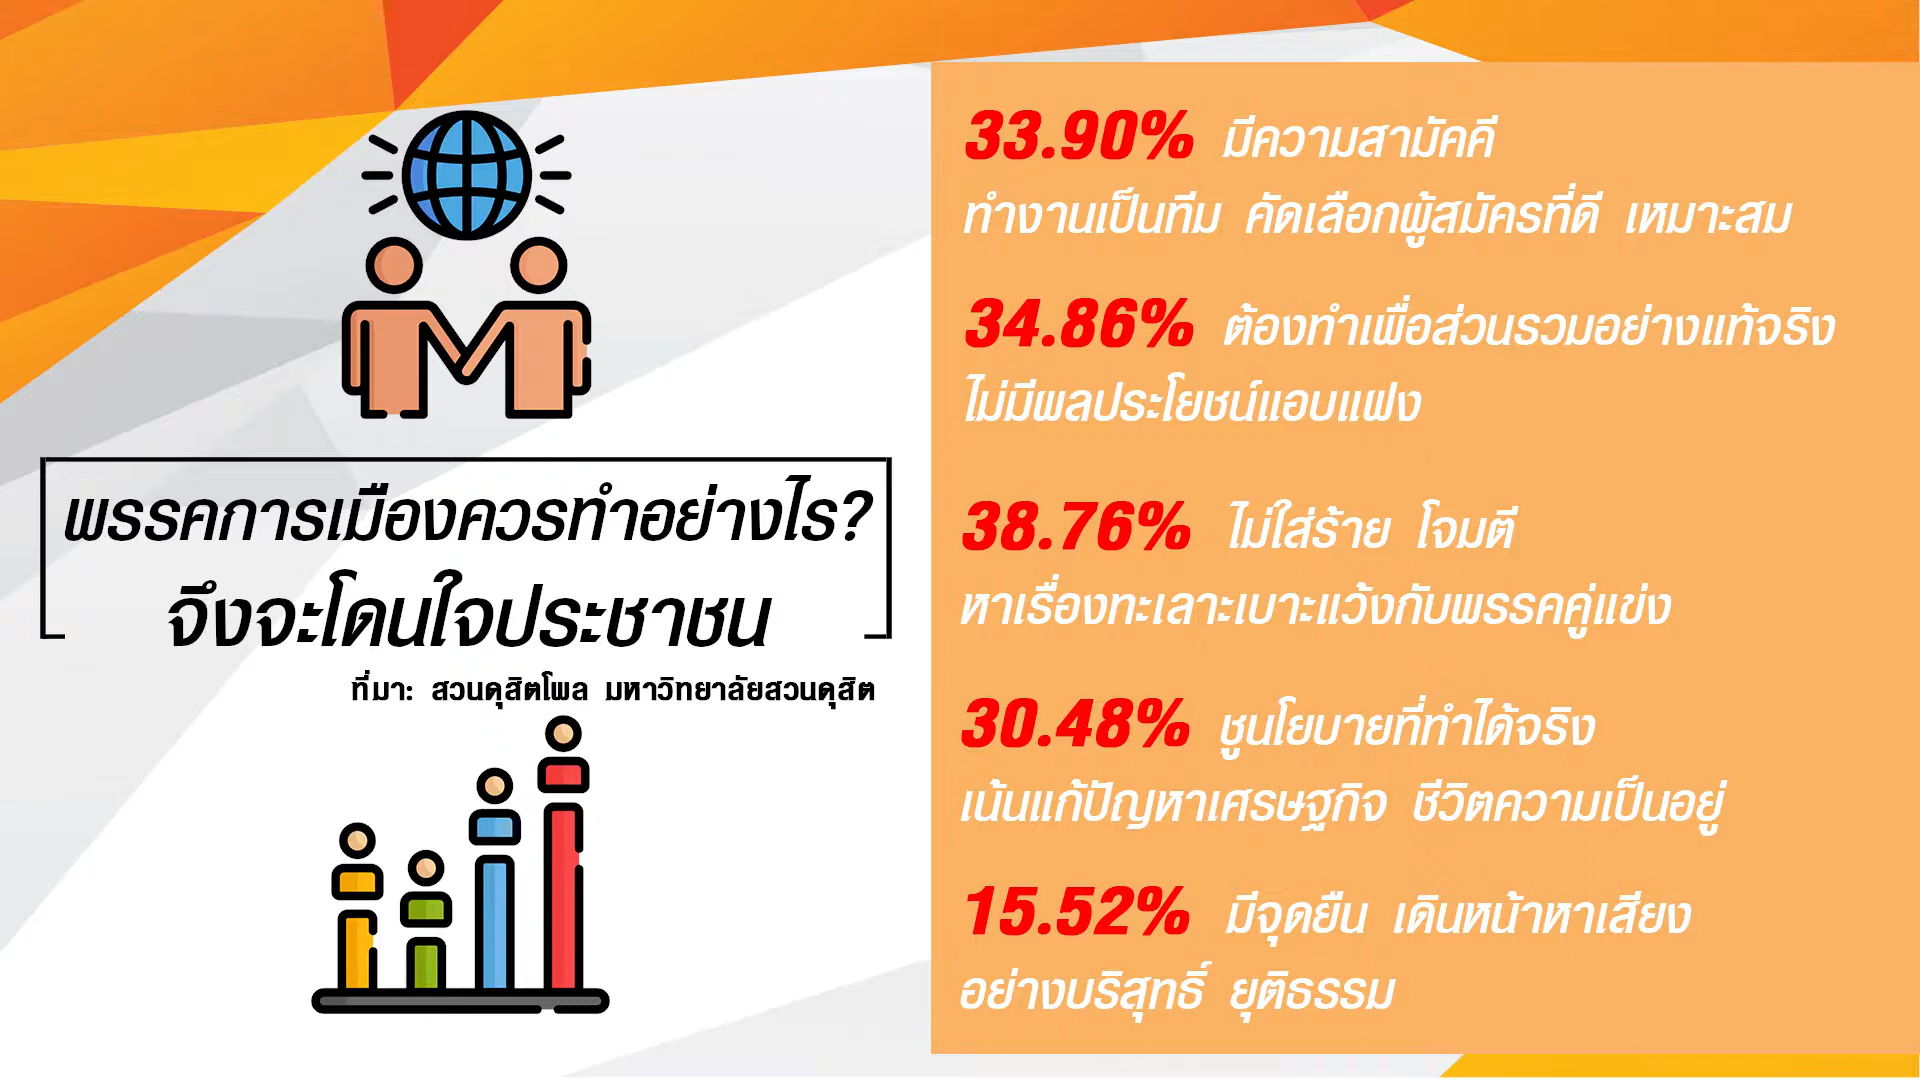 พรรคการเมืองควรทำอย่างไร?
จึงจะโดนใจประชาชน
ที่มา: สวนดุสิตโพล มหาวิทยาลัยสวนดุสิต
33.90% มีความสามัคคี
ทำงานเป็นทีม คัดเลือกผู้สมัครที่ดี เหมาะสม
34.86% ต้องทำเพื่อส่วนรวมอย่างแท้จริง
ไม่มีผลประโยชน์แอบแฝง
38.76% ไม่ใส่ร้าย โจมตี
หาเรื่องทะเลาะเบาะแว้งกับพรรคคู่แข่ง
30.48% ชูนโยบายที่ทำได้จริง
เน้นแก้ปัญหาเศรษฐกิจ ชีวิตความเป็นอยู่
15.52% มีจุดยืน เดินหน้าหาเสียง
อย่างบริสุทธิ์ ยุติธรรม